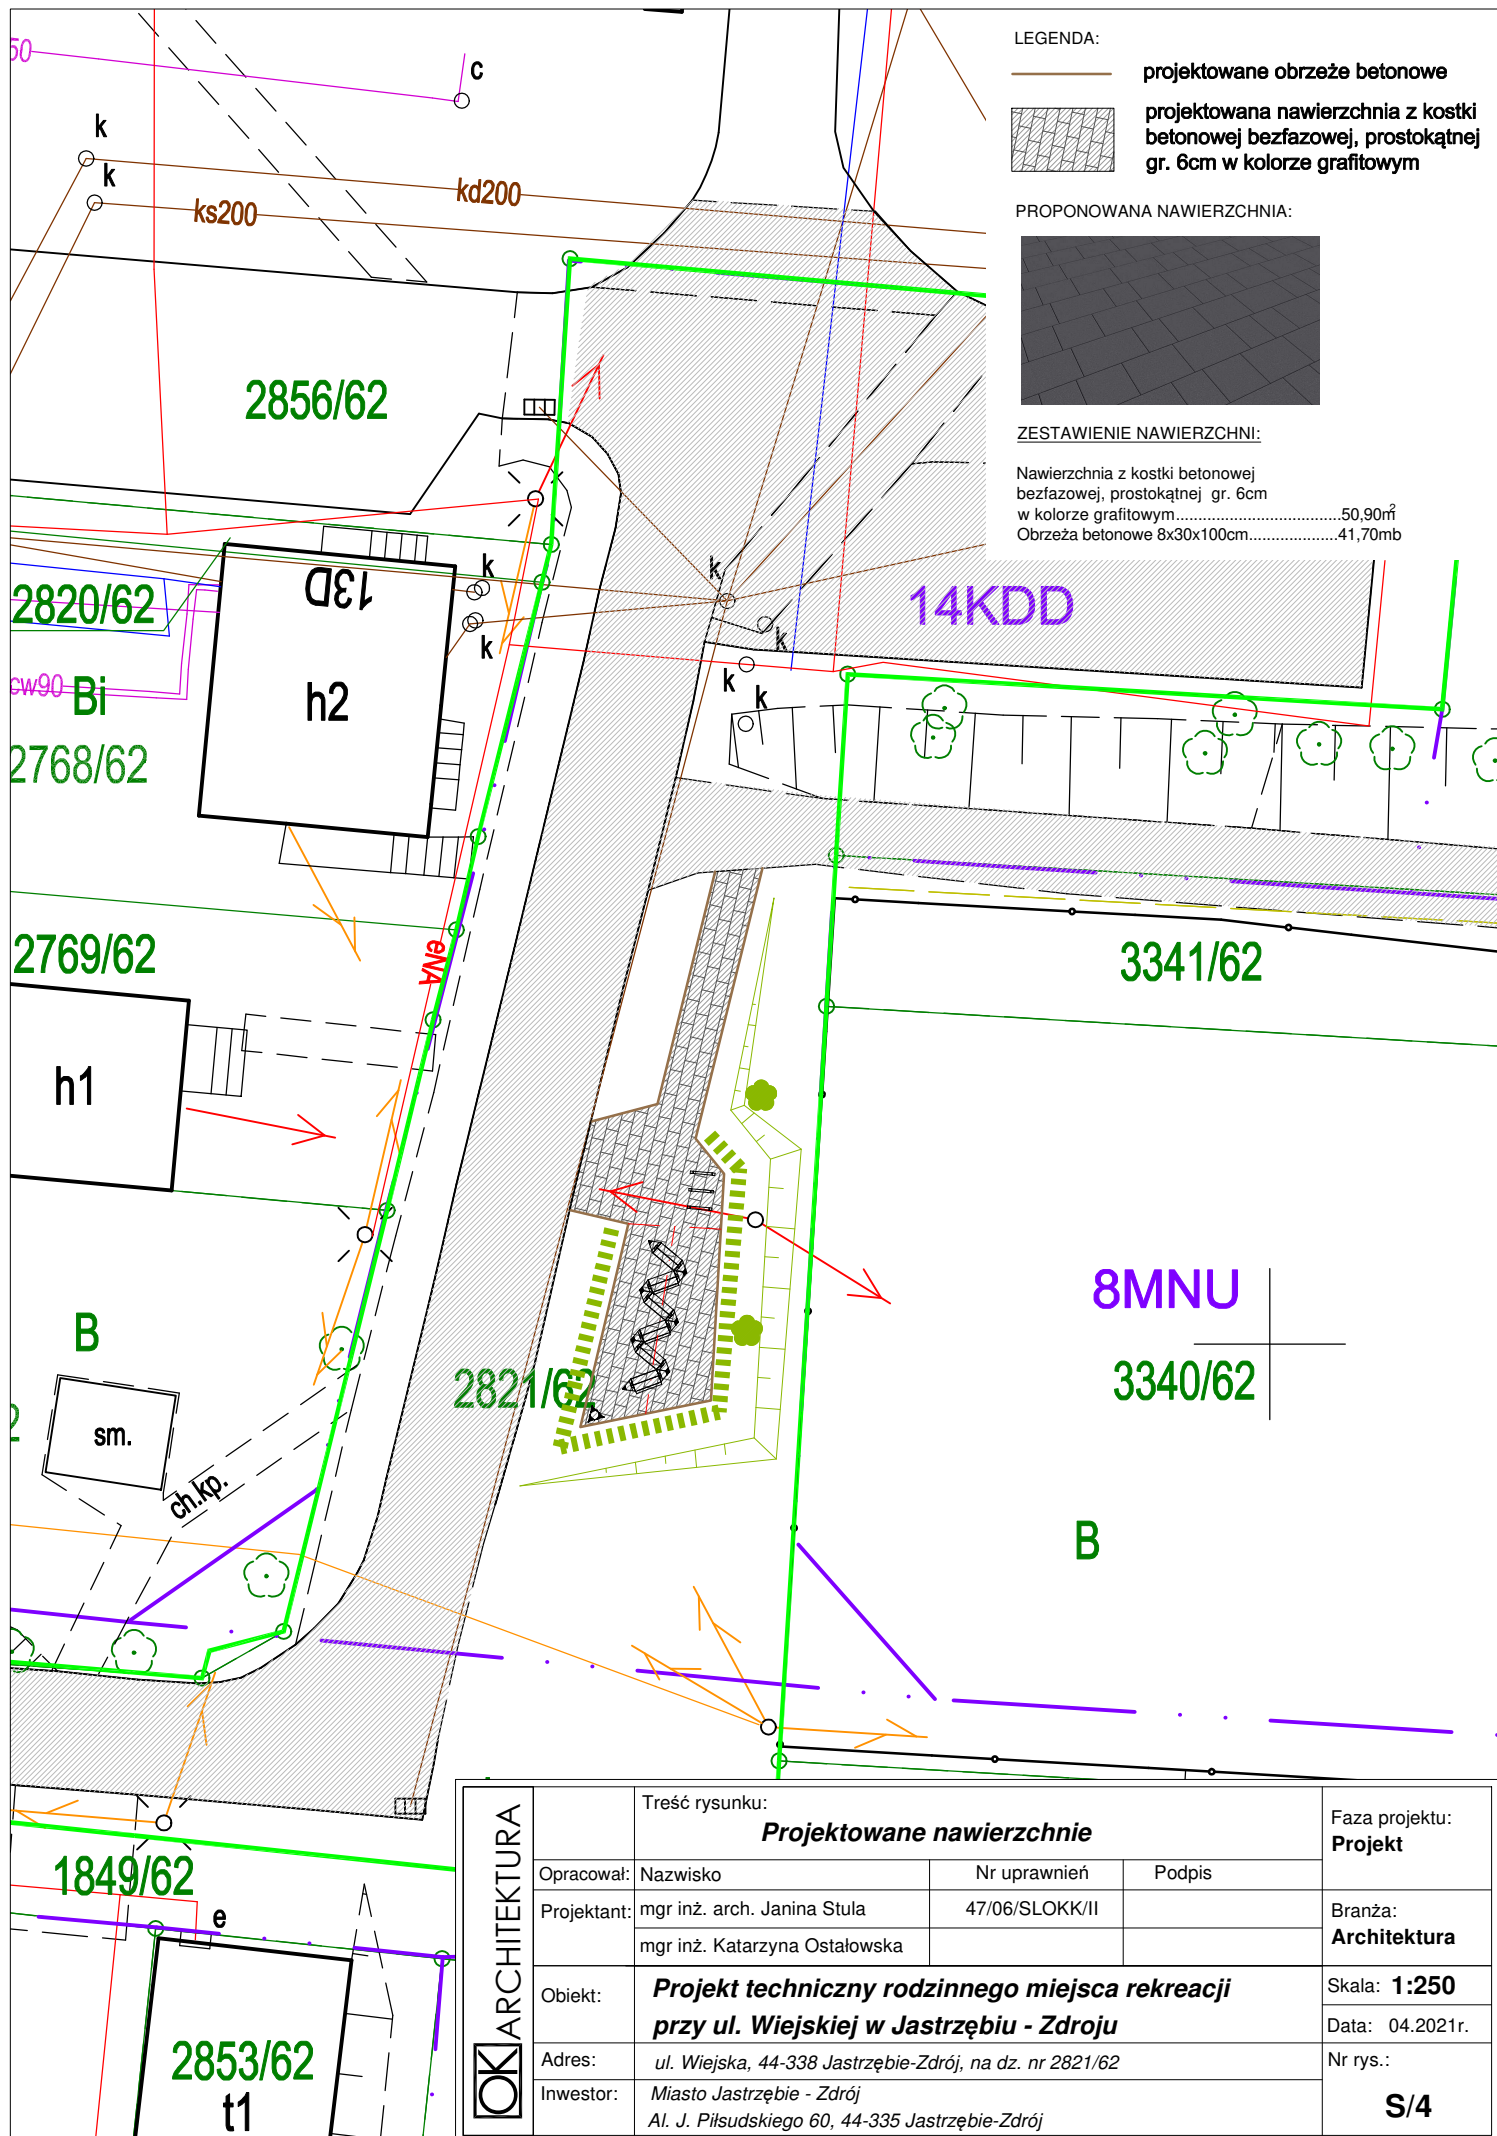 LEGENDA:
projektowane obrzeże betonowe
projektowana nawierzchnia z kostki
betonowej bezfazowej, prostokątnej
gr. 6cm w kolorze grafitowym
PROPONOWANA NAWIERZCHNIA:
ZESTAWIENIE NAWIERZCHNI:
Nawierzchnia z kostki betonowej
bezfazowej, prostokątnej gr. 6cm
w kolorze grafitowym.......................................50,90m²
Obrzeża betonowe 8x30x100cm.....................41,70mb
50
c
k
k
kd200
ks200
2856/62
13D
k
k
k
k
k
k
2820/62
14KDD
cw90
Bi
h2
2768/62
2769/62
eNA
3341/62
h1
8MNU
B
3340/62
2821/62
2
sm.
ch.kp.
B
1849/62
e
2853/62
t1
OK ARCHITEKTURA
Treść rysunku:
Projektowane nawierzchnie
Faza projektu:
Projekt
Opracował: Nazwisko Nr uprawnień Podpis
Projektant: mgr inż. arch. Janina Stula 47/06/SLOKK/II
mgr inż. Katarzyna Ostałowska
Branża:
Architektura
Obiekt: Projekt techniczny rodzinnego miejsca rekreacji
przy ul. Wiejskiej w Jastrzębiu - Zdroju
Skala: 1:250
Data: 04.2021r.
Adres: ul. Wiejska, 44-338 Jastrzębie-Zdrój, na dz. nr 2821/62
Inwestor: Miasto Jastrzębie - Zdrój
Al. J. Piłsudskiego 60, 44-335 Jastrzębie-Zdrój
Nr rys.:
S/4